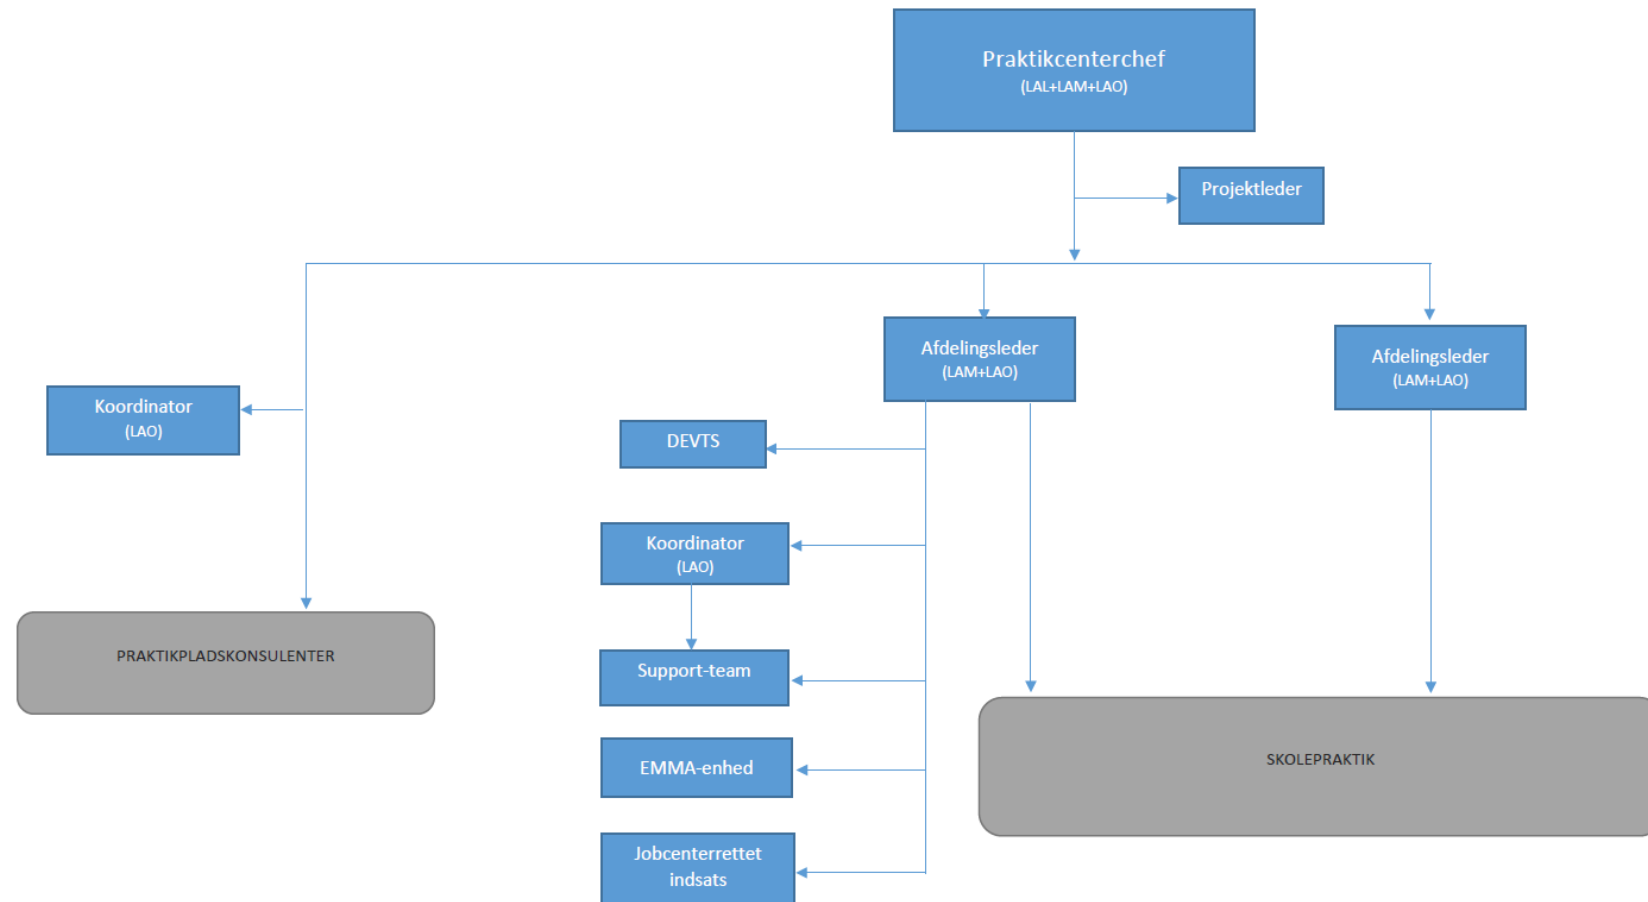 Praktikcenterchef
(LAL+LAM+LAO)
Projektleder
Afdelingsleder
(LAM+LAO)
Afdelingsleder
(LAM+LAO)
Koordinator
(LAO)
DEVTS
Koordinator
(LAO)
PRAKTIKPLADSKONSULENTER
Support-team
EMMA-enhed
SKOLEPRAKTIK
Jobcenterrettet
indsats